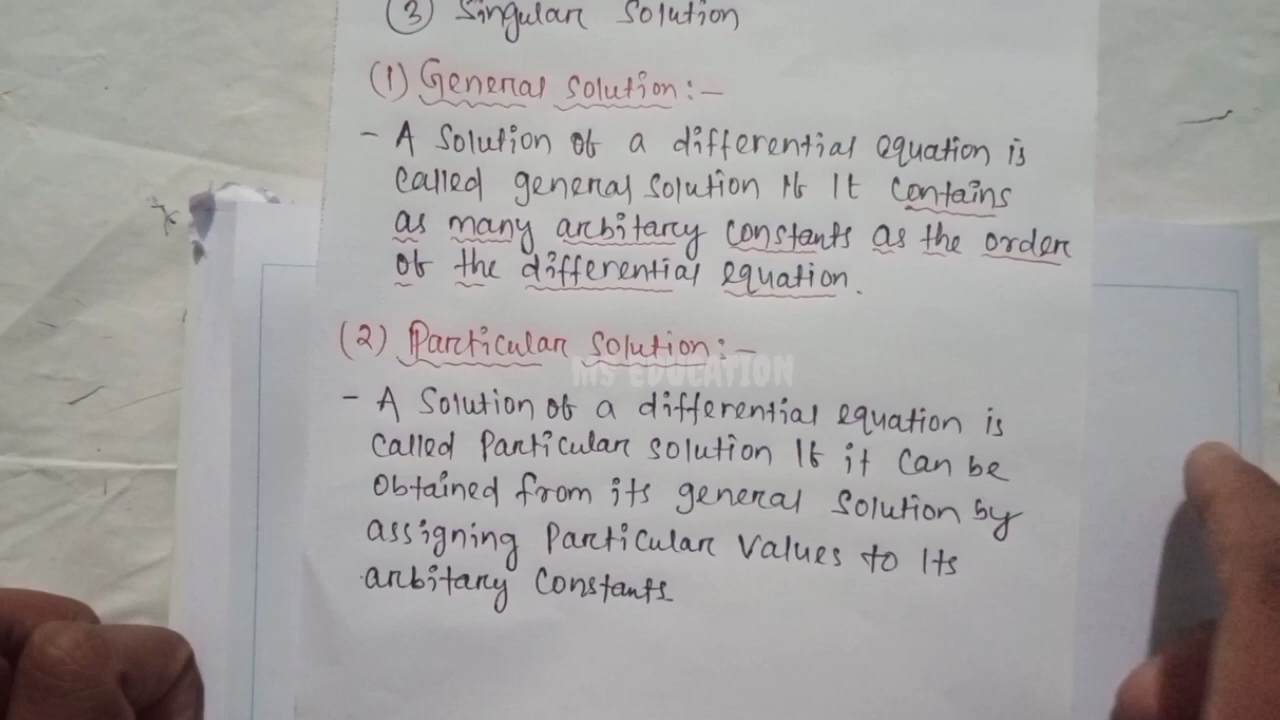 (3) Singular Solution
(1) General solution :-
- A Solution of a differential equation is
called general solution If It contains
as many arbitary constants as the order
of the differential equation.
(2) Particular solution :-
MS EDUCATION
- A Solution of a differential equation is
called Particular solution If it can be
obtained from its general solution by
assigning Particular values to Its
arbitary constants